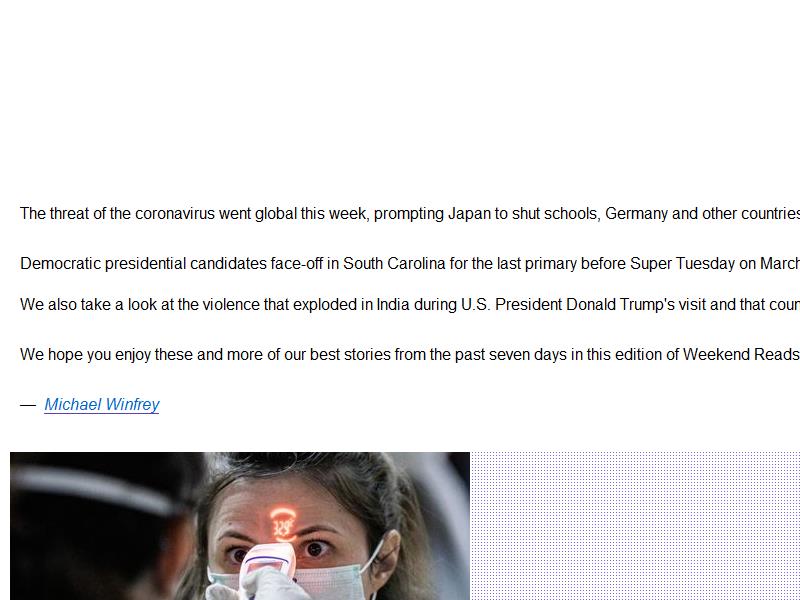 The threat of the coronavirus went global this week, prompting Japan to shut schools, Germany and other countries
Democratic presidential candidates face-off in South Carolina for the last primary before Super Tuesday on March
We also take a look at the violence that exploded in India during U.S. President Donald Trump's visit and that
We hope you enjoy these and more of our best stories from the past seven days in this edition of Weekend Reads
— Michael Winfrey